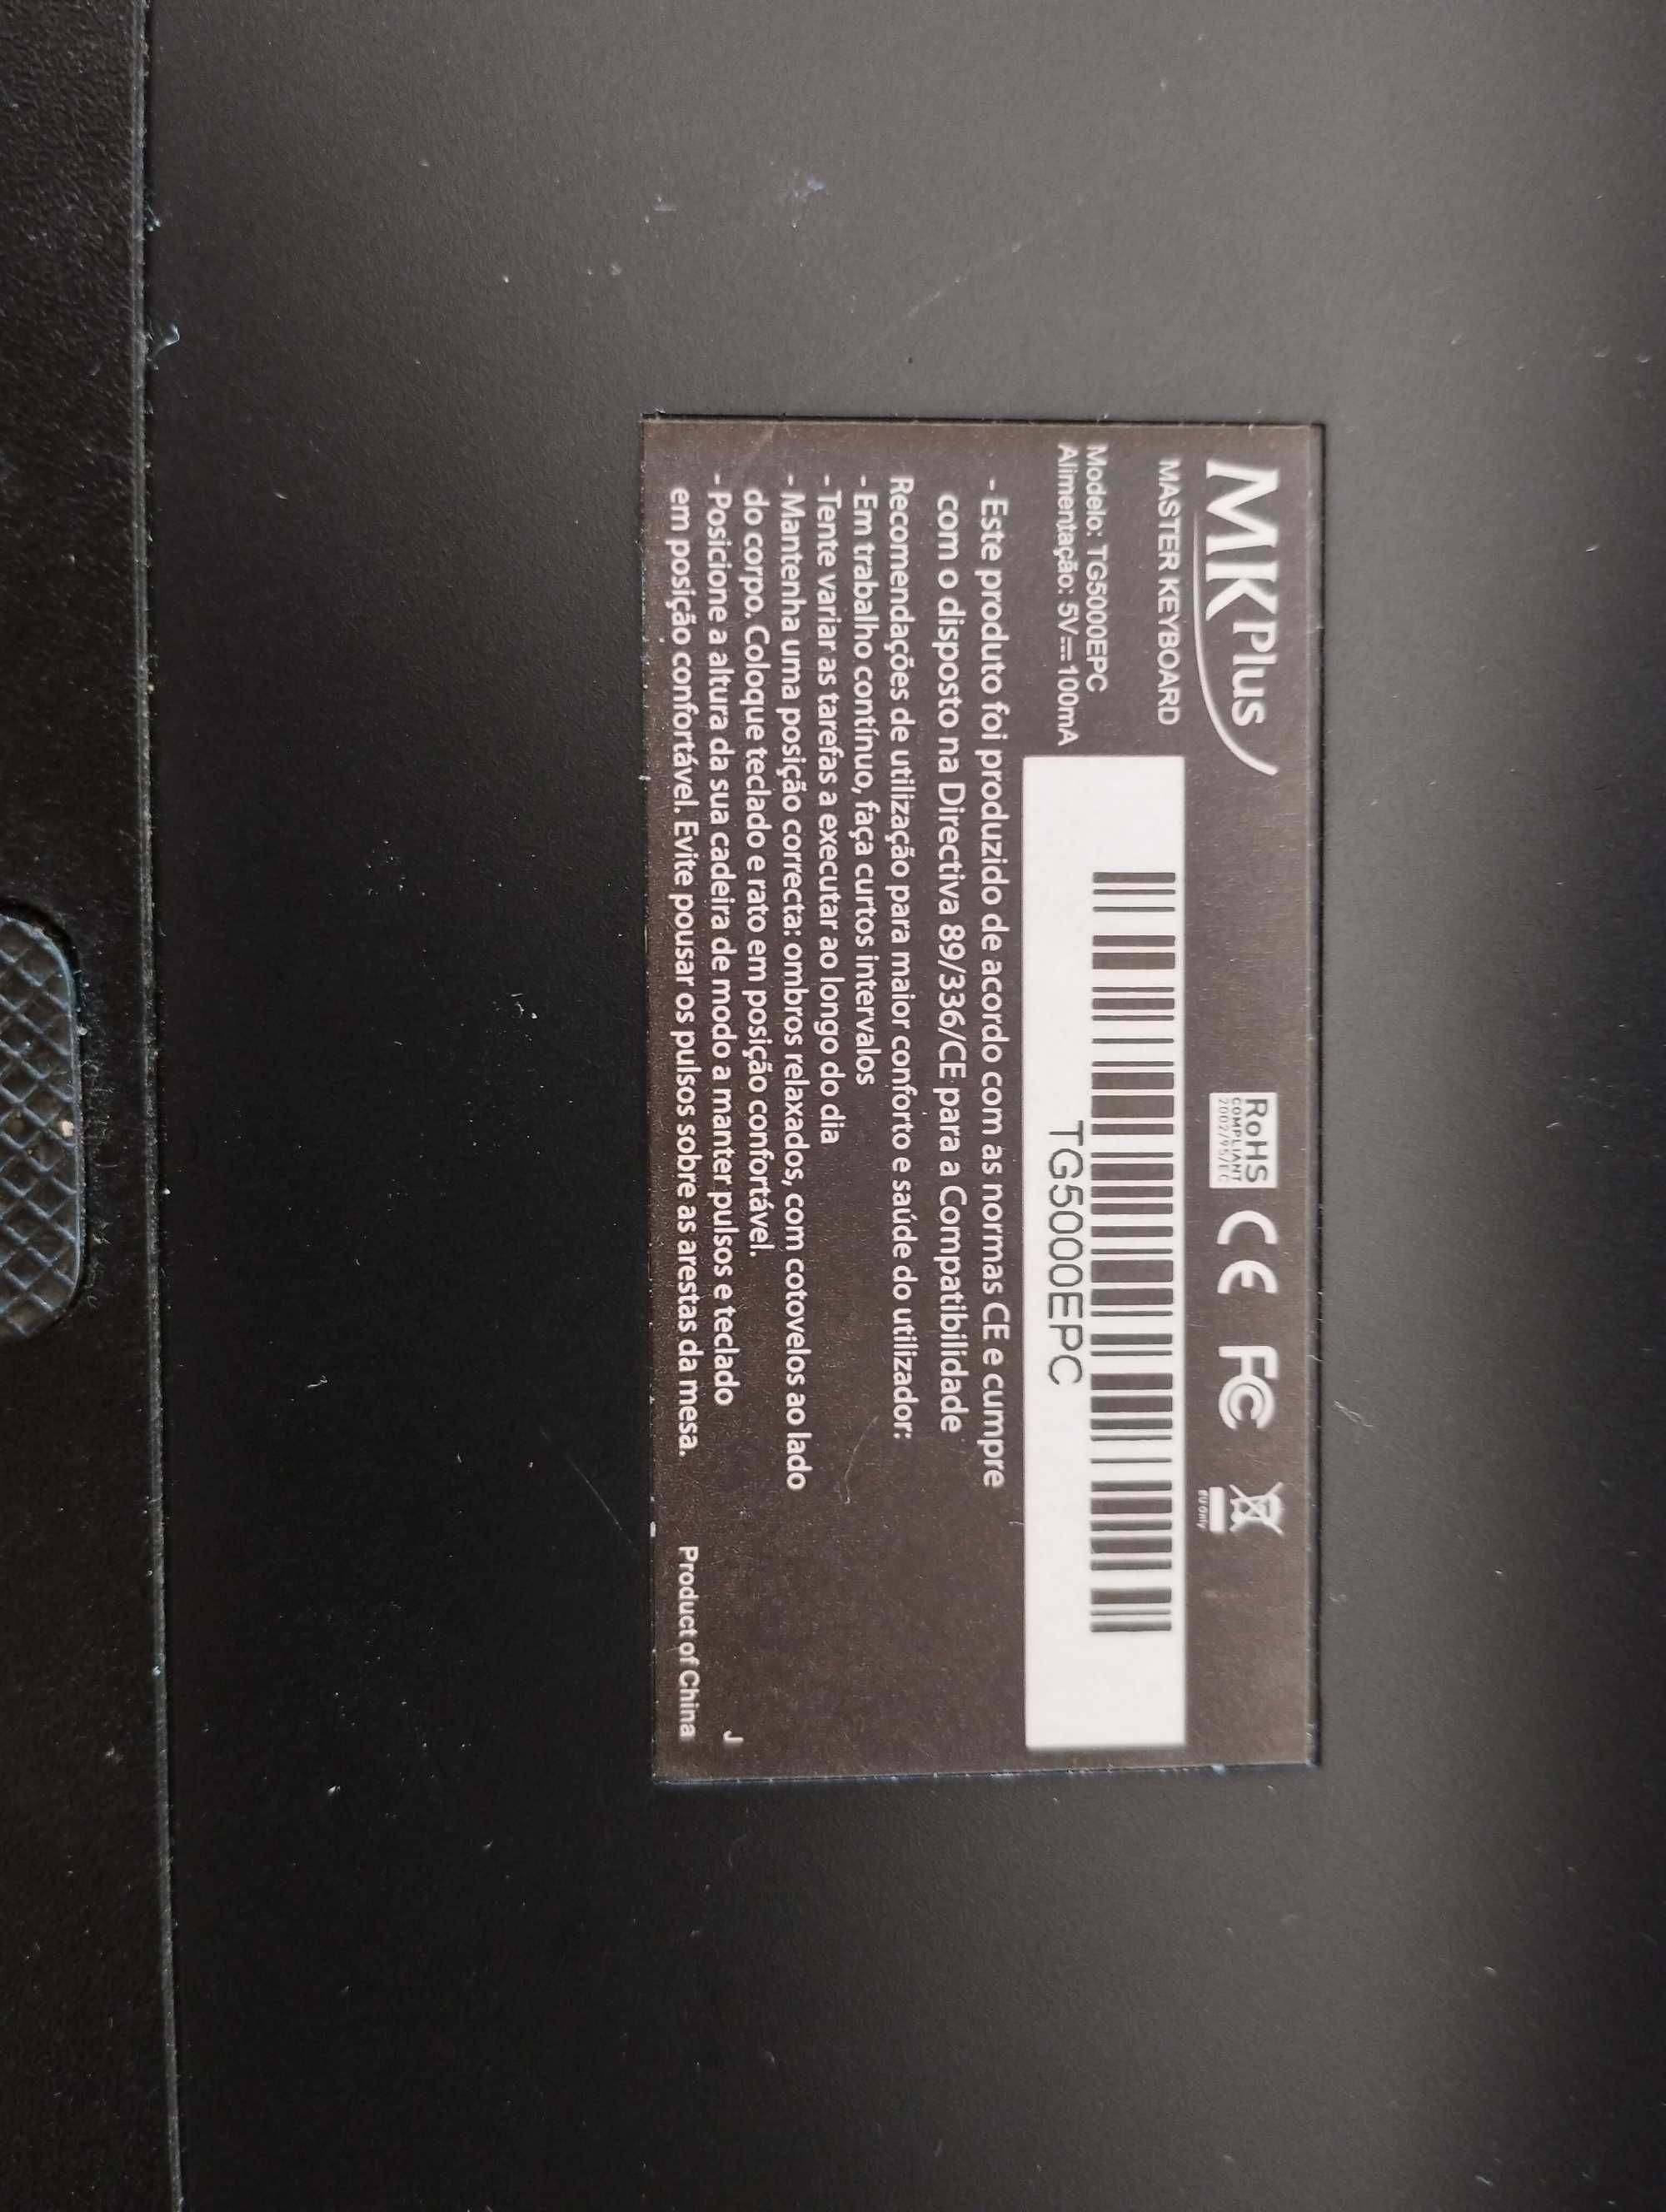 MKPlus
MASTER KEYBOARD
RoHS
COMPLIANT
2002/95/EC
CE FC
EU Only
Modelo: TG5000EPC
Alimentação: 5V⎓100mA
TG5000EPC
- Este produto foi produzido de acordo com as normas CE e cumpre
com o disposto na Directiva 89/336/CE para a Compatibilidade
Recomendações de utilização para maior conforto e saúde do utilizador:
- Em trabalho contínuo, faça curtos intervalos
- Tente variar as tarefas a executar ao longo do dia
- Mantenha uma posição correcta: ombros relaxados, com cotovelos ao lado
do corpo. Coloque teclado e rato em posição confortável.
- Posicione a altura da sua cadeira de modo a manter pulsos e teclado
em posição confortável. Evite pousar os pulsos sobre as arestas da mesa.
J
Product of China